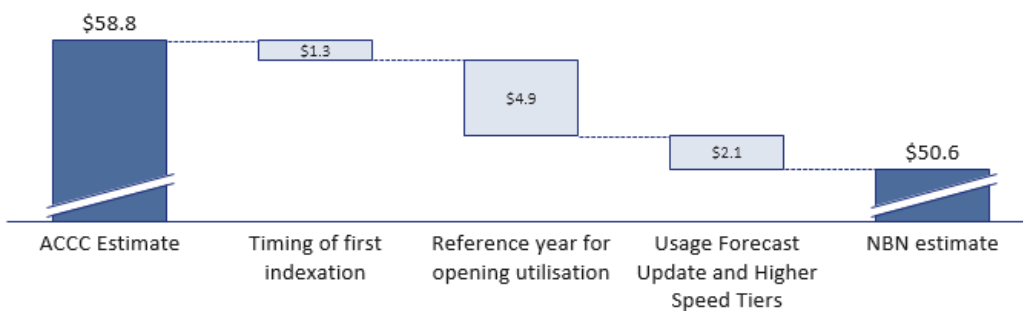 $58.8
$1.3
$4.9
$2.1
$50.6
ACCC Estimate
Timing of first
indexation
Reference year for
opening utilisation
Usage Forecast
Update and Higher
Speed Tiers
NBN estimate